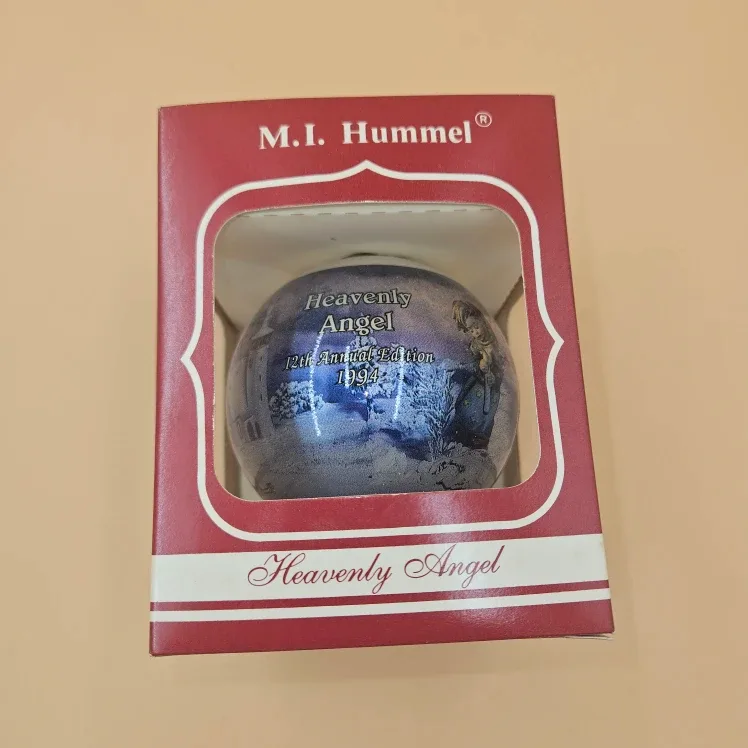 M.I. Hummel®
Heavenly
Angel
12th Annual Edition
1994
Heavenly Angel